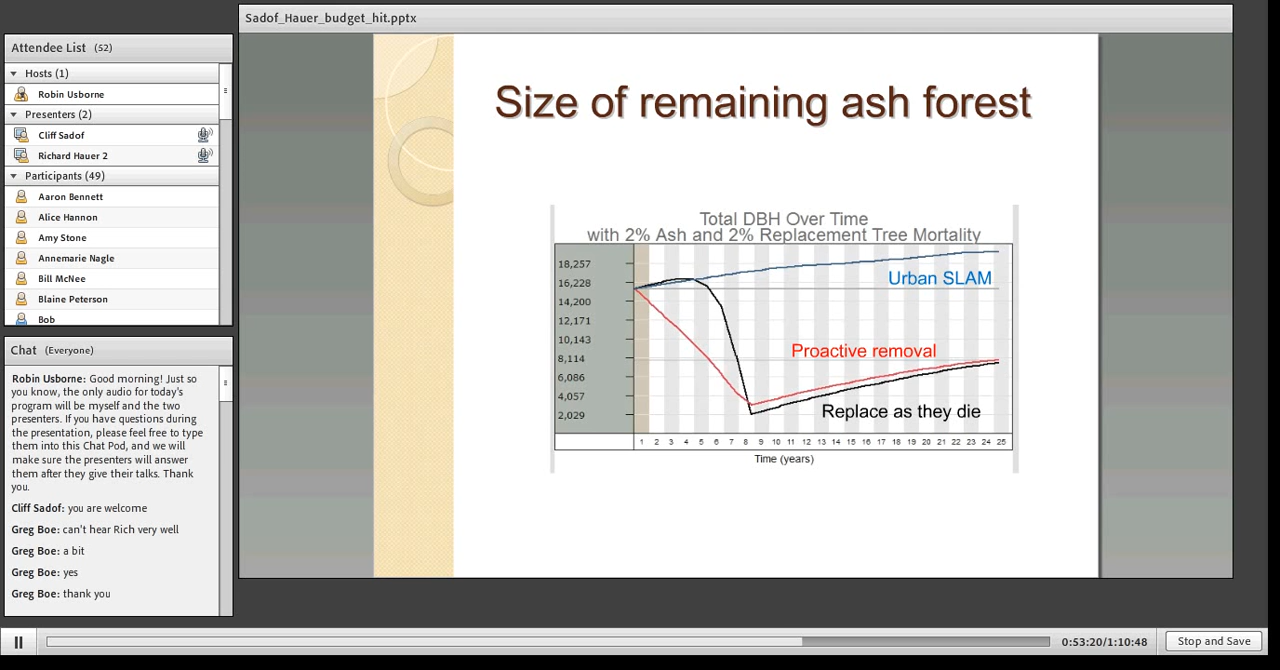 Sadof_Hauer_budget_hit.pptx
Attendee List (52)
Hosts (1)
Robin Usborne
Presenters (2)
Cliff Sadof
Richard Hauer 2
Participants (49)
Aaron Bennett
Alice Hannon
Amy Stone
Annemarie Nagle
Bill McNee
Blaine Peterson
Bob
Chat (Everyone)
Robin Usborne: Good morning! Just so
you know, the only audio for today's
program will be myself and the two
presenters. If you have questions during
the presentation, please feel free to type
them into this Chat Pod, and we will
make sure the presenters will answer
them after they give their talks. Thank
you.
Cliff Sadof: you are welcome
Greg Boe: can't hear Rich very well
Greg Boe: a bit
Greg Boe: yes
Greg Boe: thank you
Size of remaining ash forest
Total DBH Over Time
with 2% Ash and 2% Replacement Tree Mortality
18,257
16,228
14,200
12,171
10,143
8,114
6,086
4,057
2,029
Urban SLAM
Proactive removal
Replace as they die
1 2 3 4 5 6 7 8 9 10 11 12 13 14 15 16 17 18 19 20 21 22 23 24 25
Time (years)
0:53:20/1:10:48
Stop and Save